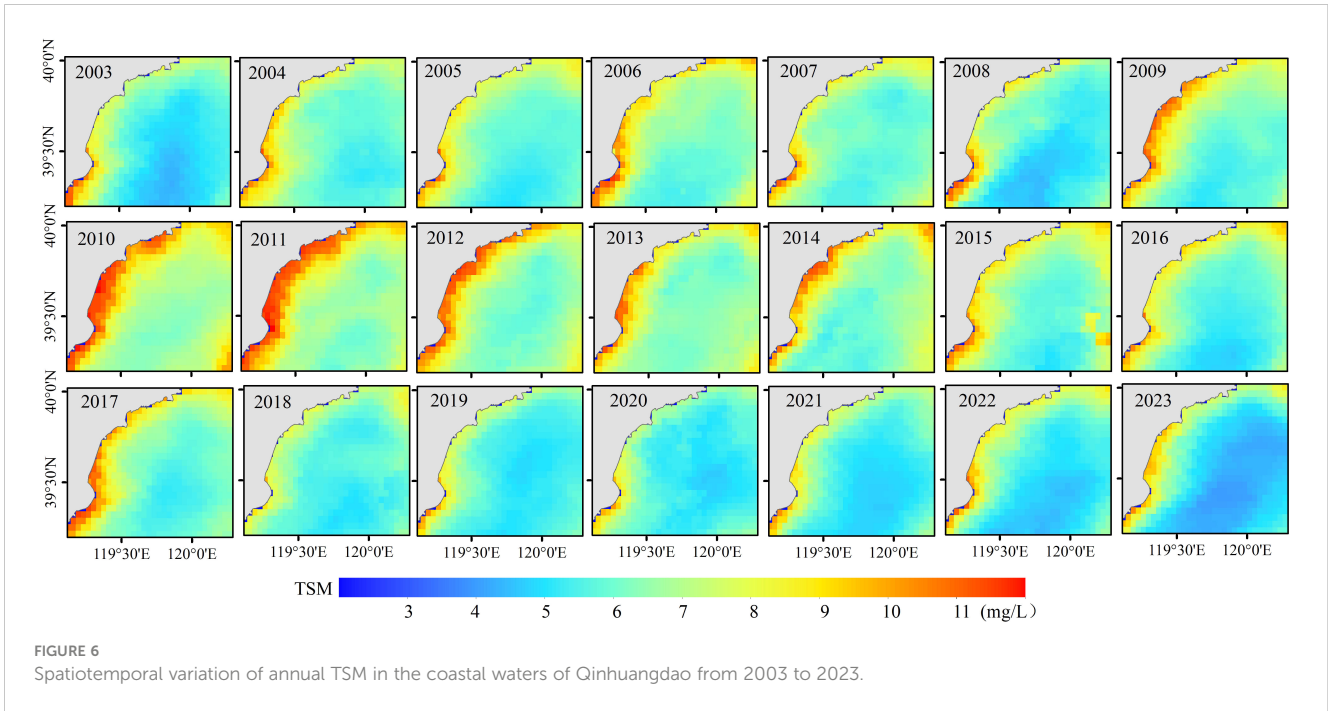 2003 2004 2005 2006 2007 2008 2009
40°0'N
39°30'N
2010 2011 2012 2013 2014 2015 2016
40°0'N
39°30'N
2017 2018 2019 2020 2021 2022 2023
40°0'N
39°30'N
119°30'E 120°0'E 119°30'E 120°0'E 119°30'E 120°0'E 119°30'E 120°0'E 119°30'E 120°0'E 119°30'E 120°0'E 119°30'E 120°0'E
TSM
3 4 5 6 7 8 9 10 11 (mg/L）
FIGURE 6
Spatiotemporal variation of annual TSM in the coastal waters of Qinhuangdao from 2003 to 2023.